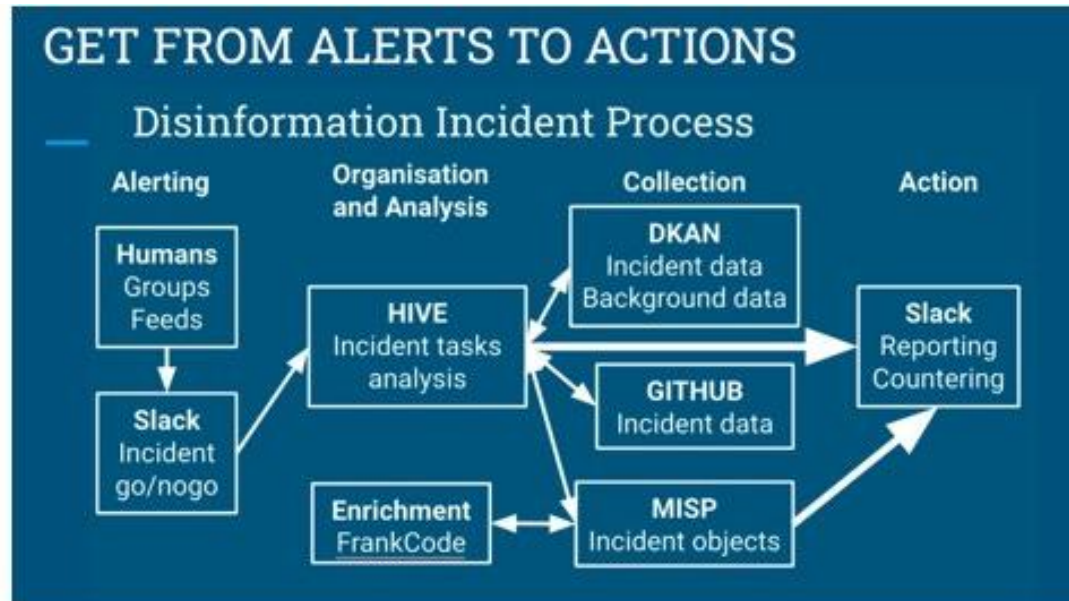 GET FROM ALERTS TO ACTIONS
Disinformation Incident Process
Alerting
Humans
Groups
Feeds
Slack
Incident
go/nogo
Organisation
and Analysis
HIVE
Incident tasks
analysis
Enrichment
FrankCode
Collection
DKAN
Incident data
Background data
GITHUB
Incident data
MISP
Incident objects
Action
Slack
Reporting
Countering